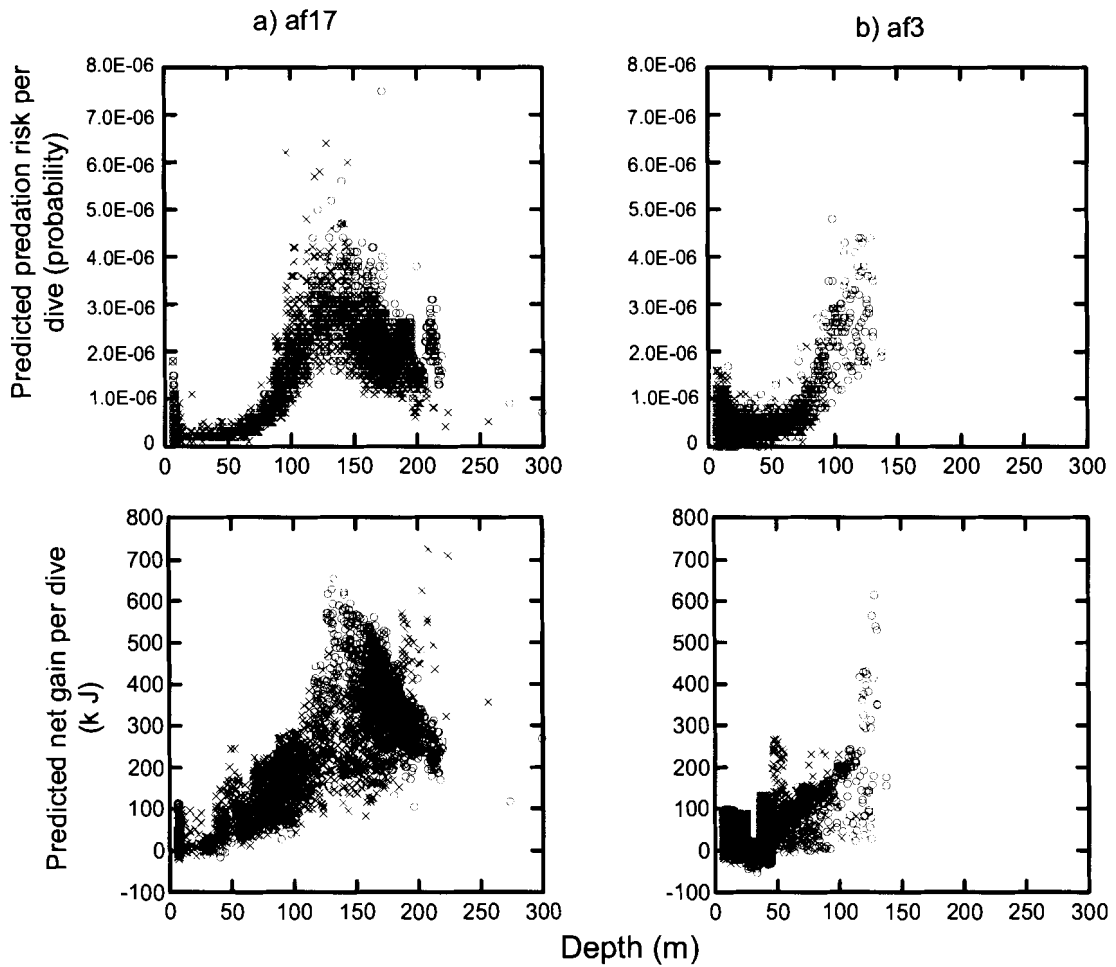 a) af17
b) af3
Predicted predation risk per
dive (probability)
8.0E-06
7.0E-06
6.0E-06
5.0E-06
4.0E-06
3.0E-06
2.0E-06
1.0E-06
0
0 50 100 150 200 250 300
8.0E-06
7.0E-06
6.0E-06
5.0E-06
4.0E-06
3.0E-06
2.0E-06
1.0E-06
0
0 50 100 150 200 250 300
Predicted net gain per dive
(k J)
800
700
600
500
400
300
200
100
0
-100
0 50 100 150 200 250 300
800
700
600
500
400
300
200
100
0
-100
0 50 100 150 200 250 300
Depth (m)